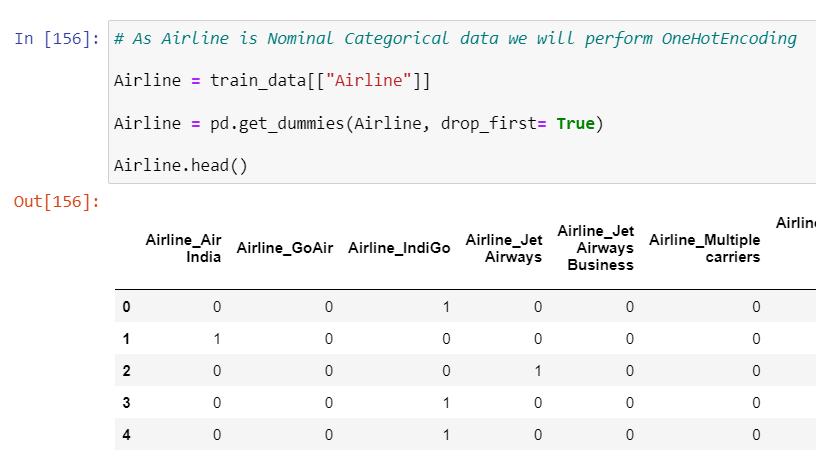 In [156]: # As Airline is Nominal Categorical data we will perform OneHotEncoding
Airline = train_data[["Airline"]]
Airline = pd.get_dummies(Airline, drop_first= True)
Airline.head()
Out[156]:
Airline_Air India Airline_GoAir Airline_IndiGo Airline_Jet Airways Airline_Jet Airways Business Airline_Multiple carriers Airlin
0 0 0 1 0 0 0
1 1 0 0 0 0 0
2 0 0 0 1 0 0
3 0 0 1 0 0 0
4 0 0 1 0 0 0